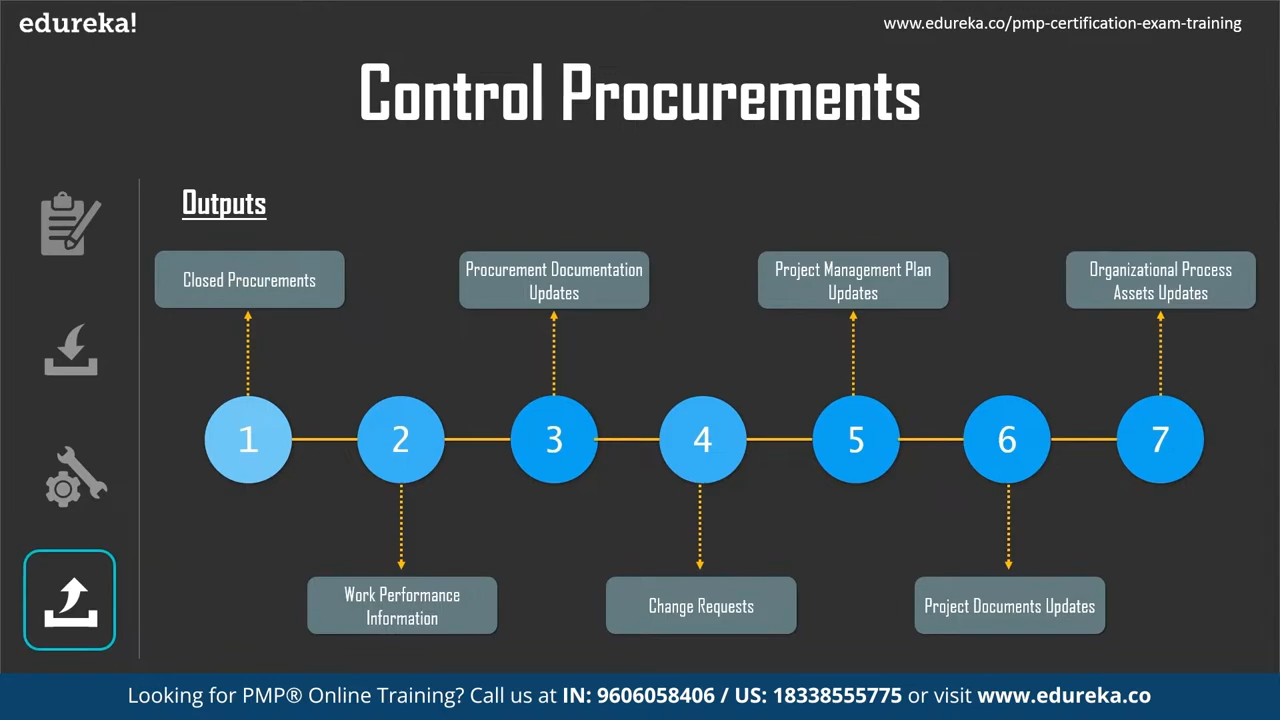 edureka!
www.edureka.co/pmp-certification-exam-training
Control Procurements
Outputs
Closed Procurements
Procurement Documentation
Updates
Project Management Plan
Updates
Organizational Process
Assets Updates
1
2
3
4
5
6
7
Work Performance
Information
Change Requests
Project Documents Updates
Looking for PMP® Online Training? Call us at IN: 9606058406 / US: 18338555775 or visit www.edureka.co